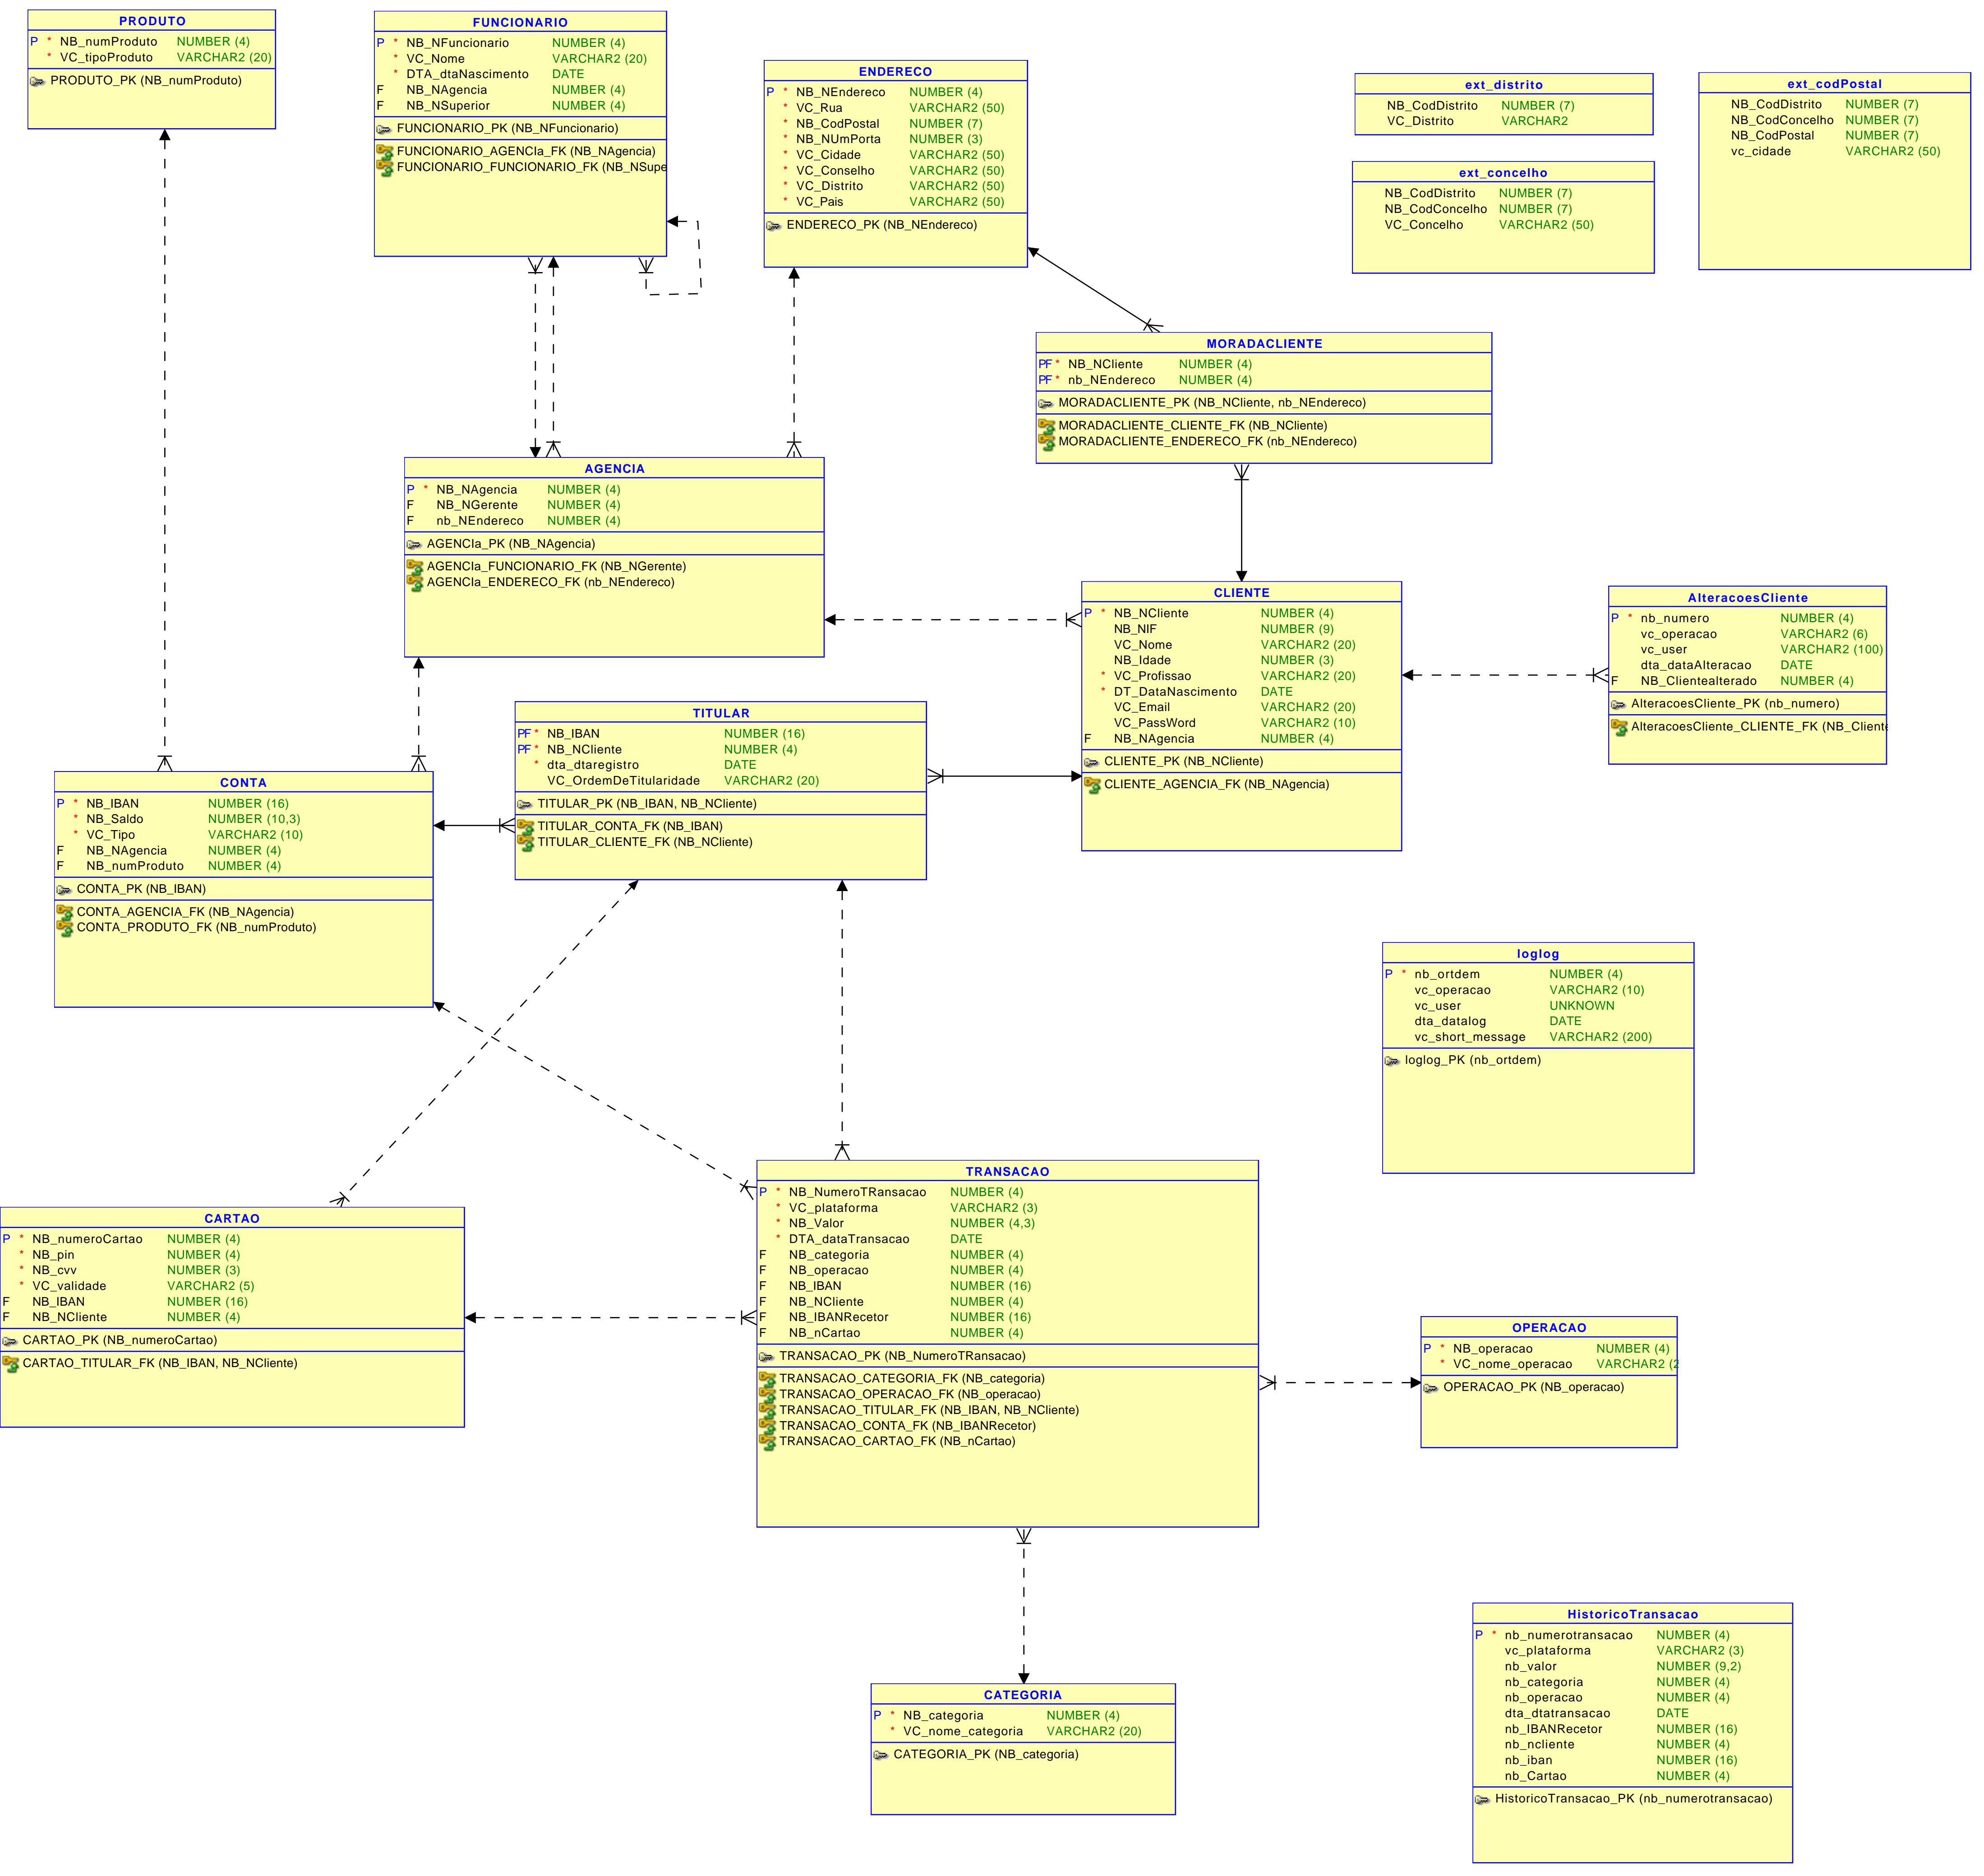 PRODUTO
P * NB_numProduto NUMBER (4)
* VC_tipoProduto VARCHAR2 (20)
PRODUTO_PK (NB_numProduto)
FUNCIONARIO
P * NB_NFuncionario NUMBER (4)
* VC_Nome VARCHAR2 (20)
* DTA_dtaNascimento DATE
F NB_NAgencia NUMBER (4)
F NB_NSuperior NUMBER (4)
FUNCIONARIO_PK (NB_NFuncionario)
FUNCIONARIO_AGENCIa_FK (NB_NAgencia)
FUNCIONARIO_FUNCIONARIO_FK (NB_NSupe
ENDERECO
P * NB_NEndereco NUMBER (4)
* VC_Rua VARCHAR2 (50)
* NB_CodPostal NUMBER (7)
* NB_NUmPorta NUMBER (3)
* VC_Cidade VARCHAR2 (50)
* VC_Conselho VARCHAR2 (50)
* VC_Distrito VARCHAR2 (50)
* VC_Pais VARCHAR2 (50)
ENDERECO_PK (NB_NEndereco)
ext_distrito
NB_CodDistrito NUMBER (7)
VC_Distrito VARCHAR2
ext_codPostal
NB_CodDistrito NUMBER (7)
NB_CodConcelho NUMBER (7)
NB_CodPostal NUMBER (7)
vc_cidade VARCHAR2 (50)
ext_concelho
NB_CodDistrito NUMBER (7)
NB_CodConcelho NUMBER (7)
VC_Concelho VARCHAR2 (50)
MORADACLIENTE
PF * NB_NCliente NUMBER (4)
PF * nb_NEndereco NUMBER (4)
MORADACLIENTE_PK (NB_NCliente, nb_NEndereco)
MORADACLIENTE_CLIENTE_FK (NB_NCliente)
MORADACLIENTE_ENDERECO_FK (nb_NEndereco)
AGENCIA
P * NB_NAgencia NUMBER (4)
F NB_NGerente NUMBER (4)
F nb_NEndereco NUMBER (4)
AGENCIa_PK (NB_NAgencia)
AGENCIa_FUNCIONARIO_FK (NB_NGerente)
AGENCIa_ENDERECO_FK (nb_NEndereco)
CLIENTE
P * NB_NCliente NUMBER (4)
NB_NIF NUMBER (9)
VC_Nome VARCHAR2 (20)
NB_Idade NUMBER (3)
* VC_Profissao VARCHAR2 (20)
* DT_DataNascimento DATE
VC_Email VARCHAR2 (20)
VC_PassWord VARCHAR2 (10)
F NB_NAgencia NUMBER (4)
CLIENTE_PK (NB_NCliente)
CLIENTE_AGENCIA_FK (NB_NAgencia)
AlteracoesCliente
P * nb_numero NUMBER (4)
vc_operacao VARCHAR2 (6)
vc_user VARCHAR2 (100)
dta_dataAlteracao DATE
F NB_Clientealterado NUMBER (4)
AlteracoesCliente_PK (nb_numero)
AlteracoesCliente_CLIENTE_FK (NB_Cliente
TITULAR
PF * NB_IBAN NUMBER (16)
PF * NB_NCliente NUMBER (4)
* dta_dtaregistro DATE
VC_OrdemDeTitularidade VARCHAR2 (20)
TITULAR_PK (NB_IBAN, NB_NCliente)
TITULAR_CONTA_FK (NB_IBAN)
TITULAR_CLIENTE_FK (NB_NCliente)
CONTA
P * NB_IBAN NUMBER (16)
* NB_Saldo NUMBER (10,3)
* VC_Tipo VARCHAR2 (10)
F NB_NAgencia NUMBER (4)
F NB_numProduto NUMBER (4)
CONTA_PK (NB_IBAN)
CONTA_AGENCIA_FK (NB_NAgencia)
CONTA_PRODUTO_FK (NB_numProduto)
loglog
P * nb_ortdem NUMBER (4)
vc_operacao VARCHAR2 (10)
vc_user UNKNOWN
dta_datalog DATE
vc_short_message VARCHAR2 (200)
loglog_PK (nb_ortdem)
TRANSACAO
P * NB_NumeroTRansacao NUMBER (4)
* VC_plataforma VARCHAR2 (3)
* NB_Valor NUMBER (4,3)
* DTA_dataTransacao DATE
F NB_categoria NUMBER (4)
F NB_operacao NUMBER (4)
F NB_IBAN NUMBER (16)
F NB_NCliente NUMBER (4)
F NB_IBANRecetor NUMBER (16)
F NB_nCartao NUMBER (4)
TRANSACAO_PK (NB_NumeroTRansacao)
TRANSACAO_CATEGORIA_FK (NB_categoria)
TRANSACAO_OPERACAO_FK (NB_operacao)
TRANSACAO_TITULAR_FK (NB_IBAN, NB_NCliente)
TRANSACAO_CONTA_FK (NB_IBANRecetor)
TRANSACAO_CARTAO_FK (NB_nCartao)
CARTAO
P * NB_numeroCartao NUMBER (4)
* NB_pin NUMBER (4)
* NB_cvv NUMBER (3)
* VC_validade VARCHAR2 (5)
F NB_IBAN NUMBER (16)
F NB_NCliente NUMBER (4)
CARTAO_PK (NB_numeroCartao)
CARTAO_TITULAR_FK (NB_IBAN, NB_NCliente)
OPERACAO
P * NB_operacao NUMBER (4)
* VC_nome_operacao VARCHAR2 (2
OPERACAO_PK (NB_operacao)
HistoricoTransacao
P * nb_numerotransacao NUMBER (4)
vc_plataforma VARCHAR2 (3)
nb_valor NUMBER (9,2)
nb_categoria NUMBER (4)
nb_operacao NUMBER (4)
dta_dtatransacao DATE
nb_IBANRecetor NUMBER (16)
nb_ncliente NUMBER (4)
nb_iban NUMBER (16)
nb_Cartao NUMBER (4)
HistoricoTransacao_PK (nb_numerotransacao)
CATEGORIA
P * NB_categoria NUMBER (4)
* VC_nome_categoria VARCHAR2 (20)
CATEGORIA_PK (NB_categoria)